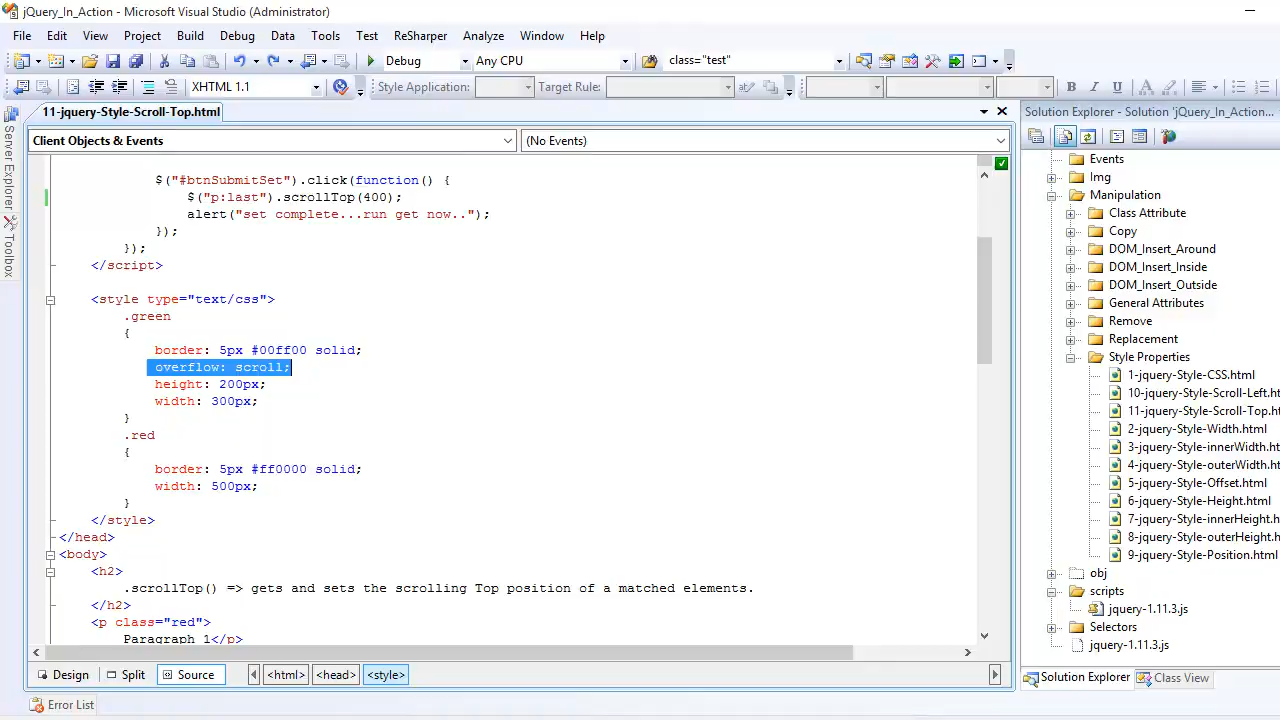 jQuery_In_Action - Microsoft Visual Studio (Administrator)
File Edit View Project Build Debug Data Tools Test ReSharper Analyze Window Help
Debug Any CPU class="test"
XHTML 1.1 Style Application: Target Rule: B I U A
11-jquery-Style-Scroll-Top.html
Client Objects & Events (No Events)
$("#btnSubmitSet").click(function() {
$("p:last").scrollTop(400);
alert("set complete...run get now..");
});
});
</script>
<style type="text/css">
.green
{
border: 5px #00ff00 solid;
overflow: scroll;
height: 200px;
width: 300px;
}
.red
{
border: 5px #ff0000 solid;
width: 500px;
}
</style>
</head>
<body>
<h2>
.scrollTop() => gets and sets the scrolling Top position of a matched elements.
</h2>
<p class="red">
Paragraph 1</p>
Design Split Source <html> <head> <style>
Error List
Server Explorer
Toolbox
Solution Explorer - Solution 'jQuery_In_Action...
Events
Img
Manipulation
Class Attribute
Copy
DOM_Insert_Around
DOM_Insert_Inside
DOM_Insert_Outside
General Attributes
Remove
Replacement
Style Properties
1-jquery-Style-CSS.html
10-jquery-Style-Scroll-Left.html
11-jquery-Style-Scroll-Top.h
2-jquery-Style-Width.html
3-jquery-Style-innerWidth.ht
4-jquery-Style-outerWidth.h
5-jquery-Style-Offset.html
6-jquery-Style-Height.html
7-jquery-Style-innerHeight.h
8-jquery-Style-outerHeight.h
9-jquery-Style-Position.html
obj
scripts
jquery-1.11.3.js
Selectors
jquery-1.11.3.js
Solution Explorer Class View